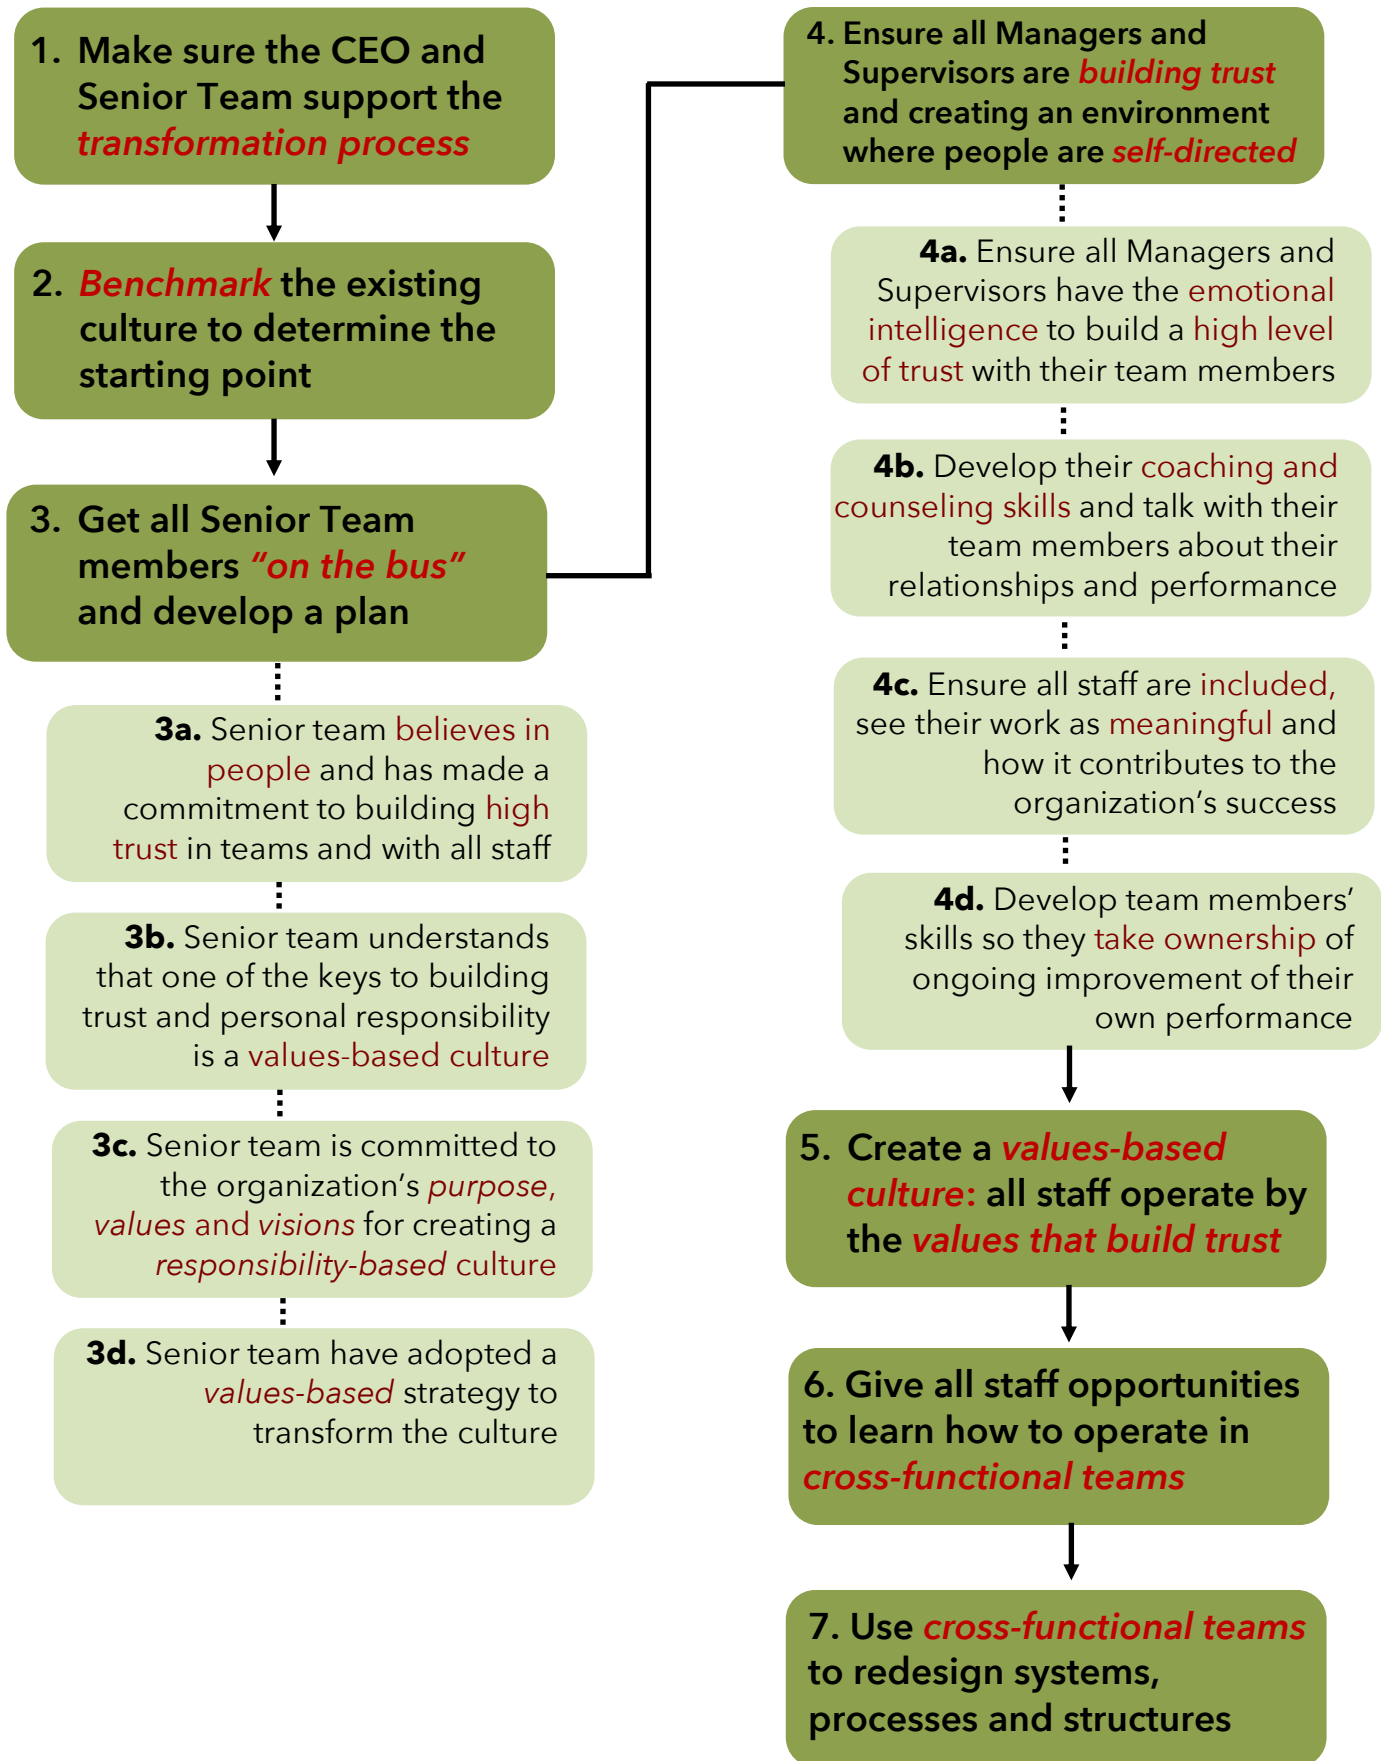 1. Make sure the CEO and
Senior Team support the
transformation process
2. Benchmark the existing
culture to determine the
starting point
3. Get all Senior Team
members “on the bus”
and develop a plan
3a. Senior team believes in
people and has made a
commitment to building high
trust in teams and with all staff
3b. Senior team understands
that one of the keys to building
trust and personal responsibility
is a values-based culture
3c. Senior team is committed to
the organization’s purpose,
values and visions for creating a
responsibility-based culture
3d. Senior team have adopted a
values-based strategy to
transform the culture
4. Ensure all Managers and
Supervisors are building trust
and creating an environment
where people are self-directed
4a. Ensure all Managers and
Supervisors have the emotional
intelligence to build a high level
of trust with their team members
4b. Develop their coaching and
counseling skills and talk with their
team members about their
relationships and performance
4c. Ensure all staff are included,
see their work as meaningful and
how it contributes to the
organization’s success
4d. Develop team members’
skills so they take ownership of
ongoing improvement of their
own performance
5. Create a values-based
culture: all staff operate by
the values that build trust
6. Give all staff opportunities
to learn how to operate in
cross-functional teams
7. Use cross-functional teams
to redesign systems,
processes and structures